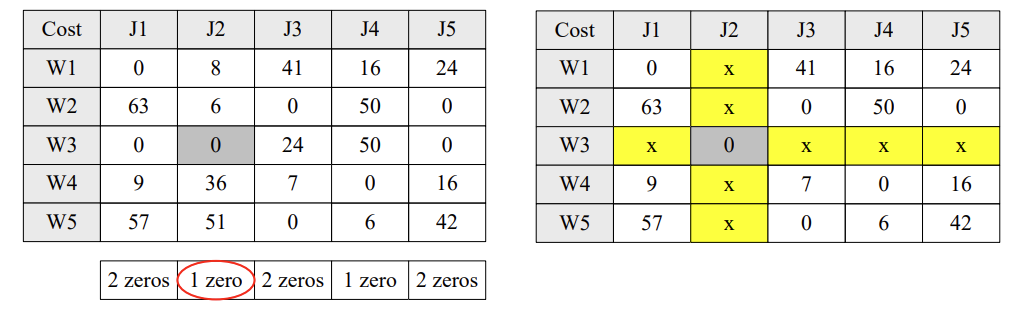 Cost J1 J2 J3 J4 J5
W1 0 8 41 16 24
W2 63 6 0 50 0
W3 0 0 24 50 0
W4 9 36 7 0 16
W5 57 51 0 6 42
2 zeros 1 zero 2 zeros 1 zero 2 zeros
Cost J1 J2 J3 J4 J5
W1 0 x 41 16 24
W2 63 x 0 50 0
W3 x 0 x x x
W4 9 x 7 0 16
W5 57 x 0 6 42